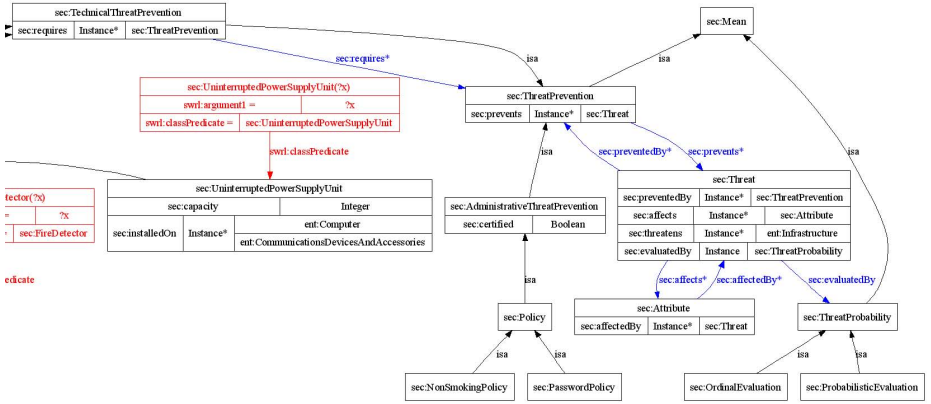 sec:TechnicalThreatPrevention
sec:requires Instance* sec:ThreatPrevention
sec:Mean
isa
isa
sec:requires*
sec:UninterruptedPowerSupplyUnit(?x)
swrl:argument1 = ?x
swrl:classPredicate = sec:UninterruptedPowerSupplyUnit
sec:ThreatPrevention
sec:prevents Instance* sec:Threat
swrl:classPredicate
isa
sec:preventedBy*
sec:prevents*
isa
sec:UninterruptedPowerSupplyUnit
sec:capacity Integer
sec:installedOn Instance* ent:Computer
ent:CommunicationsDevicesAndAccessories
etector(?x)
= ?x
= sec:FireDetector
sec:AdministrativeThreatPrevention
sec:certified Boolean
sec:Threat
sec:preventedBy Instance* sec:ThreatPrevention
sec:affects Instance* sec:Attribute
sec:threatens Instance* ent:Infrastructure
sec:evaluatedBy Instance sec:ThreatProbability
redicate
isa
sec:affects*
sec:affectedBy*
sec:evaluatedBy
sec:Policy
sec:Attribute
sec:affectedBy Instance* sec:Threat
sec:ThreatProbability
isa
isa
isa
isa
sec:NonSmokingPolicy
sec:PasswordPolicy
sec:OrdinalEvaluation
sec:ProbabilisticEvaluation